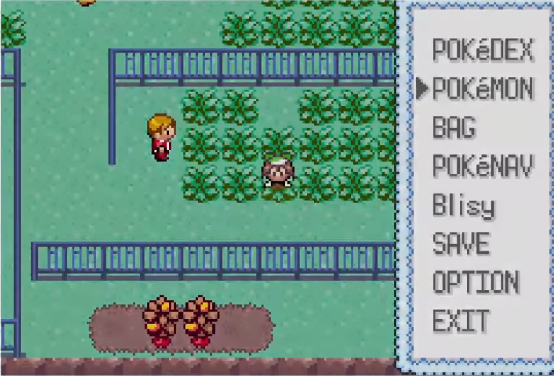 POKéDEX
POKéMON
BAG
POKéNAV
Blisy
SAVE
OPTION
EXIT